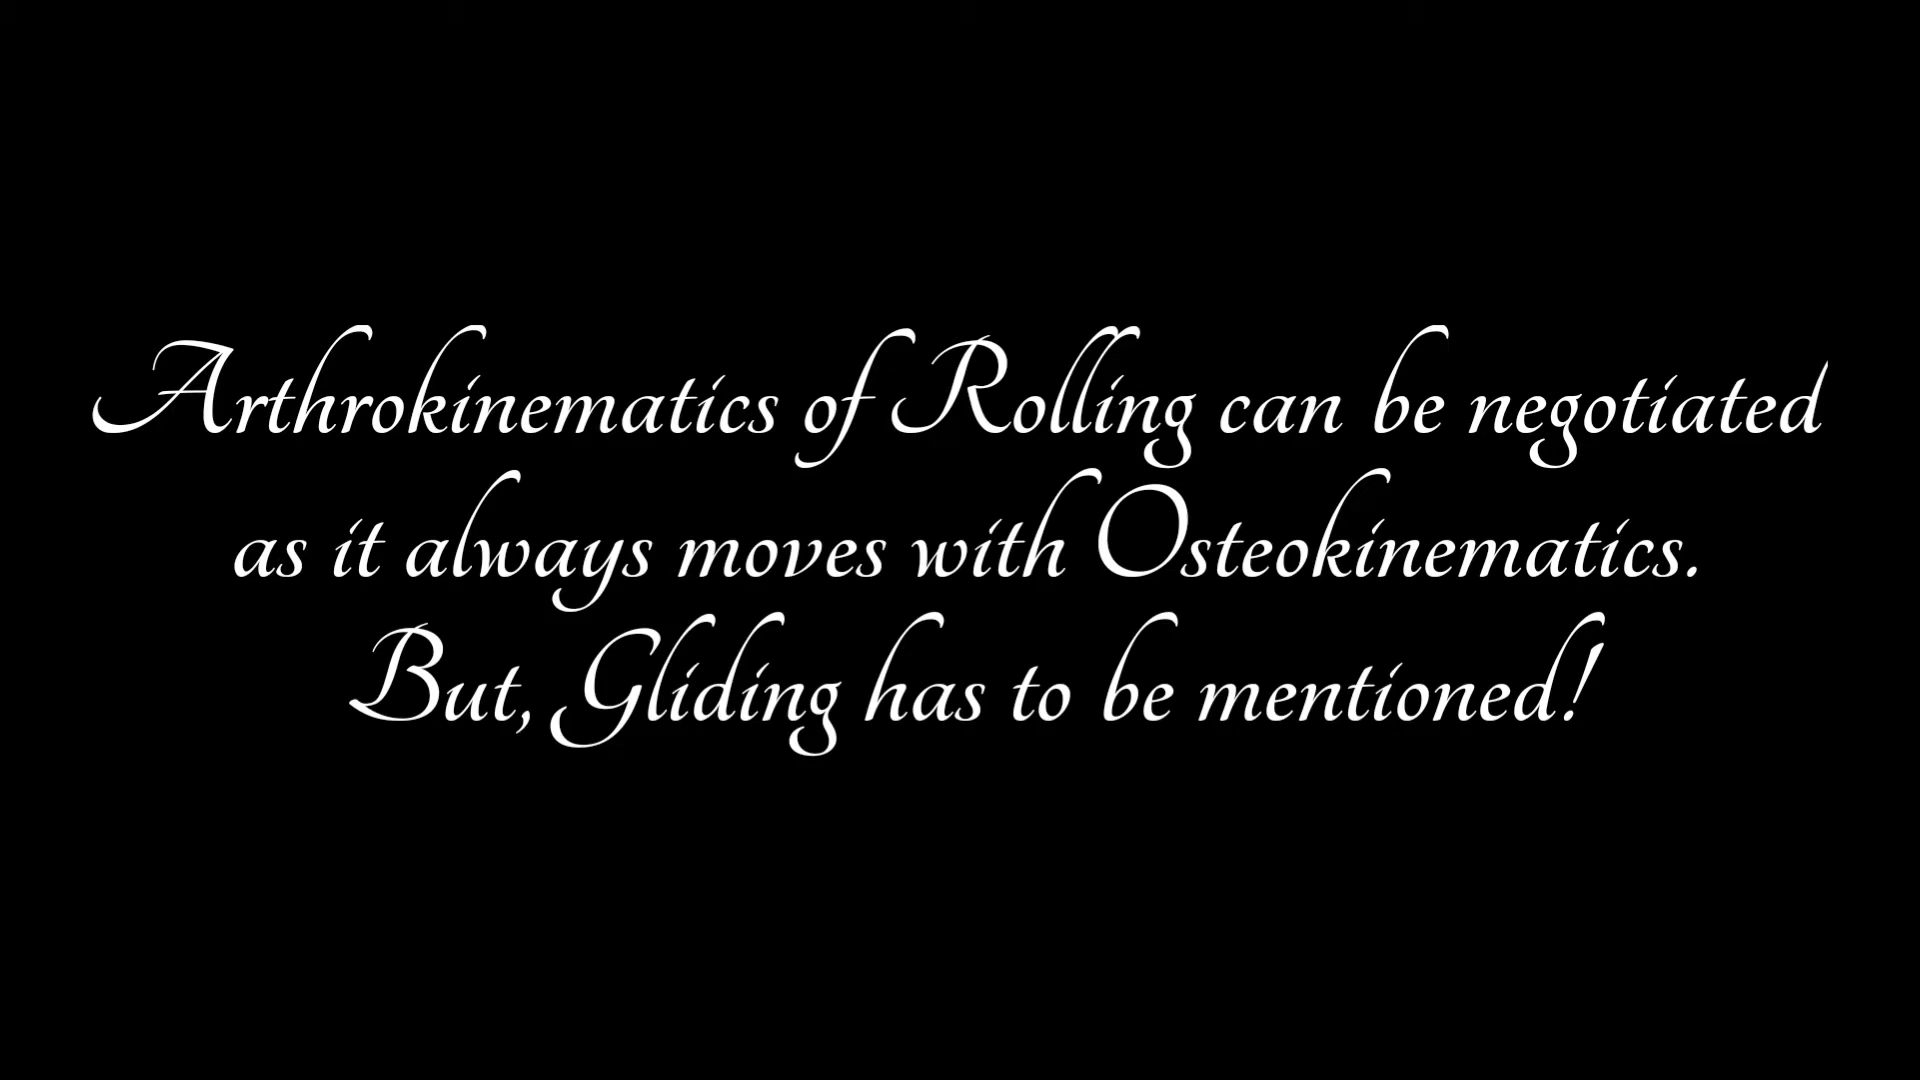 Arthrokinematics of Rolling can be negotiated
as it always moves with Osteokinematics.
But, Gliding has to be mentioned!